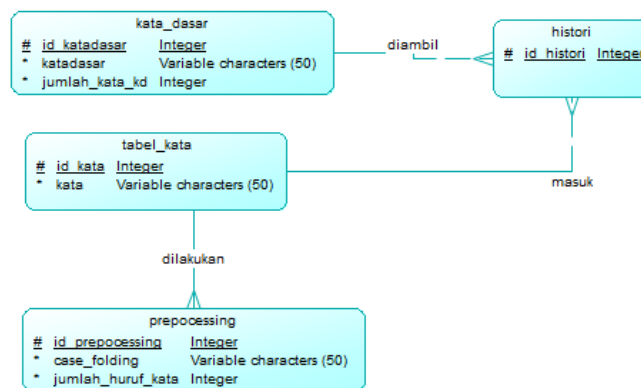 kata_dasar
# id_katadasar Integer
* katadasar Variable characters (50)
* jumlah_kata_kd Integer
diambil
histori
# id_histori Integer
tabel_kata
# id_kata Integer
* kata Variable characters (50)
masuk
dilakukan
prepocessing
# id_prepocessing Integer
* case_folding Variable characters (50)
* jumlah_huruf_kata Integer